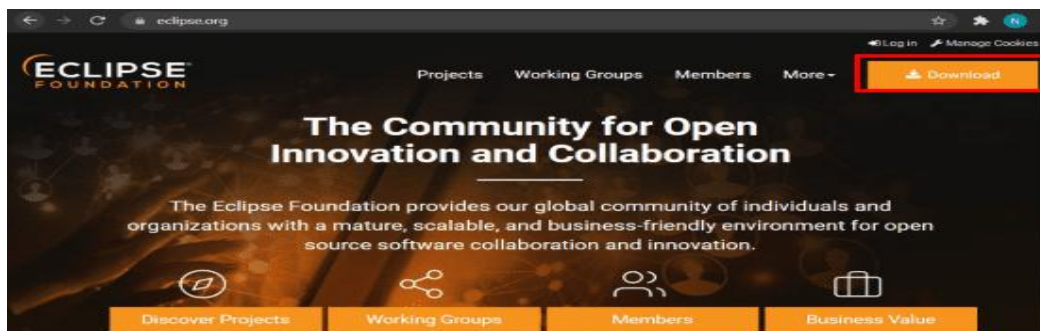 eclipse.org
N
Log in Manage Cookies
ECLIPSE
FOUNDATION
Projects Working Groups Members More Download
The Community for Open
Innovation and Collaboration
The Eclipse Foundation provides our global community of individuals and
organizations with a mature, scalable, and business-friendly environment for open
source software collaboration and innovation.
Discover Projects Working Groups Members Business Value